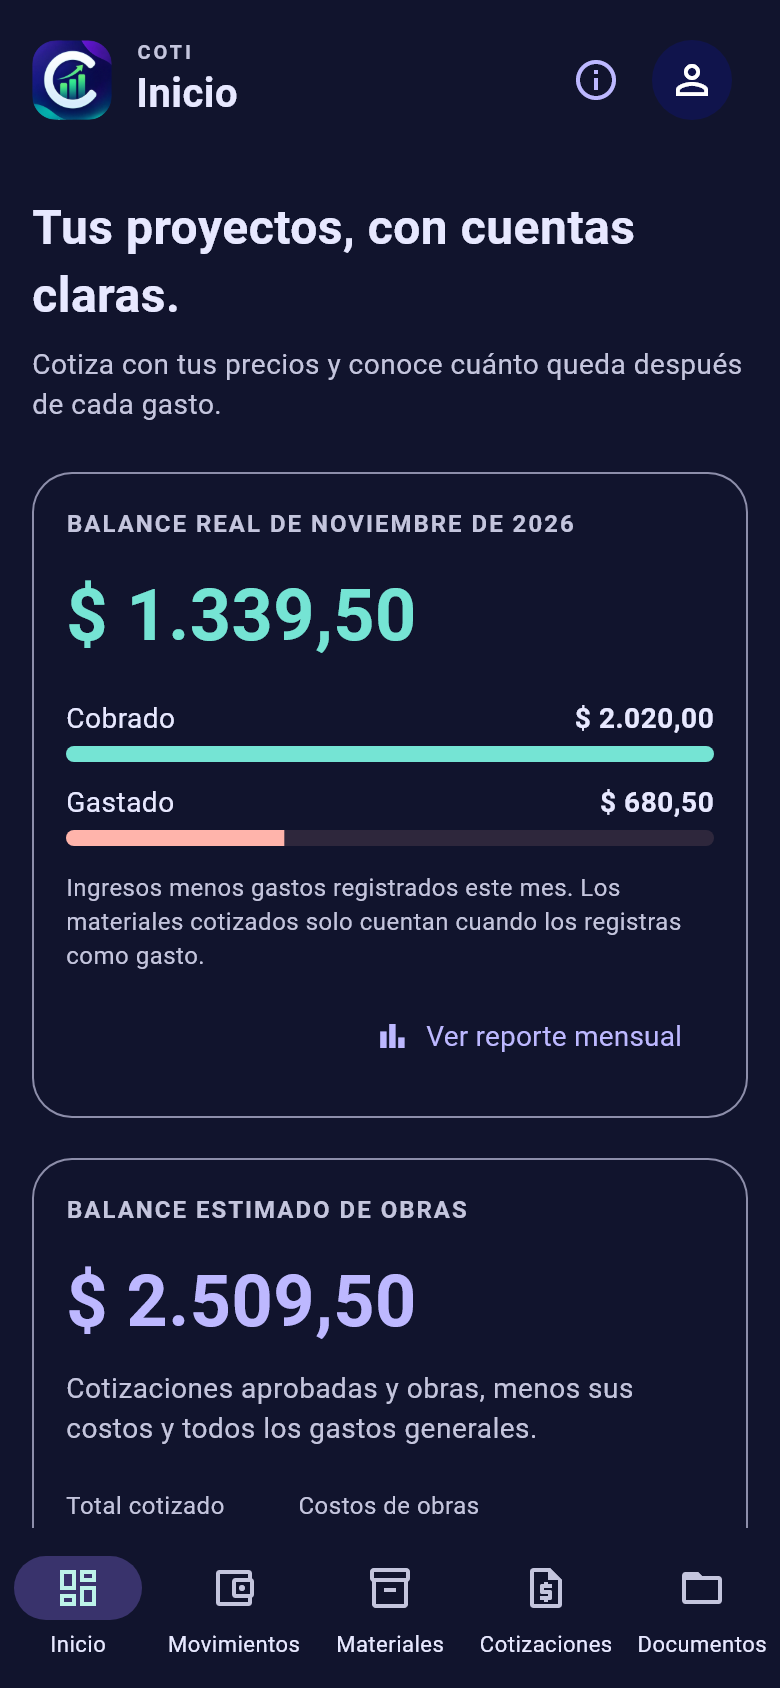 COTI
Inicio
Tus proyectos, con cuentas
claras.
Cotiza con tus precios y conoce cuánto queda después
de cada gasto.
BALANCE REAL DE NOVIEMBRE DE 2026
$ 1.339,50
Cobrado $ 2.020,00
Gastado $ 680,50
Ingresos menos gastos registrados este mes. Los
materiales cotizados solo cuentan cuando los registras
como gasto.
Ver reporte mensual
BALANCE ESTIMADO DE OBRAS
$ 2.509,50
Cotizaciones aprobadas y obras, menos sus
costos y todos los gastos generales.
Total cotizado Costos de obras
Inicio Movimientos Materiales Cotizaciones Documentos